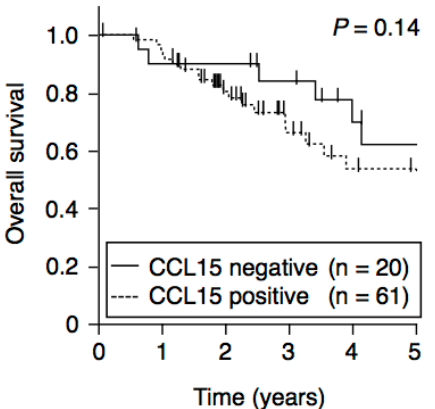 P = 0.14
Overall survival
1.0
0.8
0.6
0.4
0.2
0
CCL15 negative (n = 20)
CCL15 positive (n = 61)
0 1 2 3 4 5
Time (years)